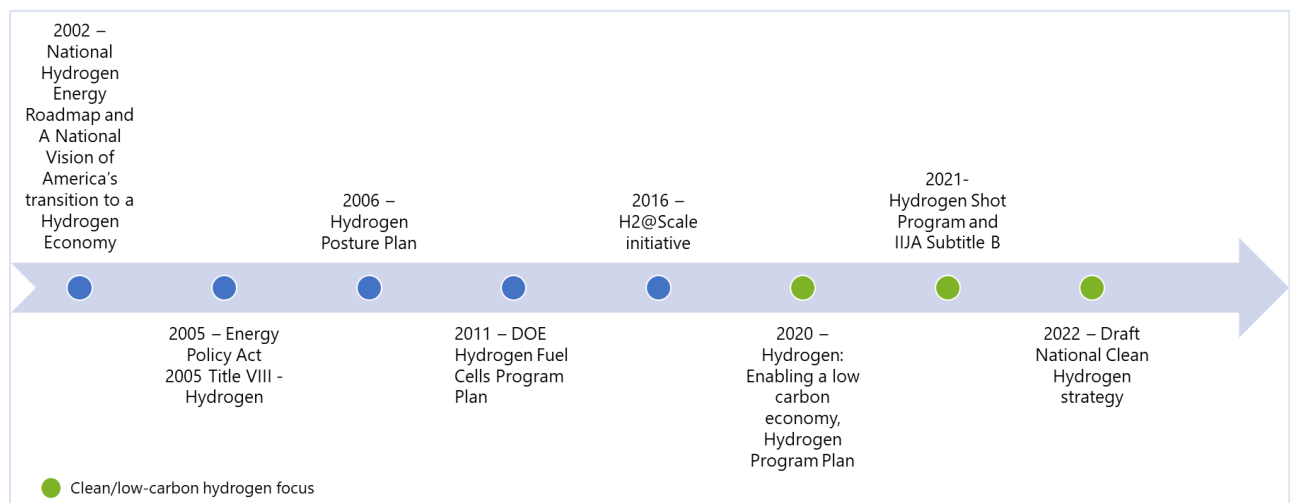 2002 –
National
Hydrogen
Energy
Roadmap and
A National
Vision of
America's
transition to a
Hydrogen
Economy
2005 – Energy
Policy Act
2005 Title VIII -
Hydrogen
2006 –
Hydrogen
Posture Plan
2011 – DOE
Hydrogen Fuel
Cells Program
Plan
2016 –
H2@Scale
initiative
2020 –
Hydrogen:
Enabling a low
carbon
economy,
Hydrogen
Program Plan
2021-
Hydrogen Shot
Program and
IIJA Subtitle B
2022 – Draft
National Clean
Hydrogen
strategy
Clean/low-carbon hydrogen focus